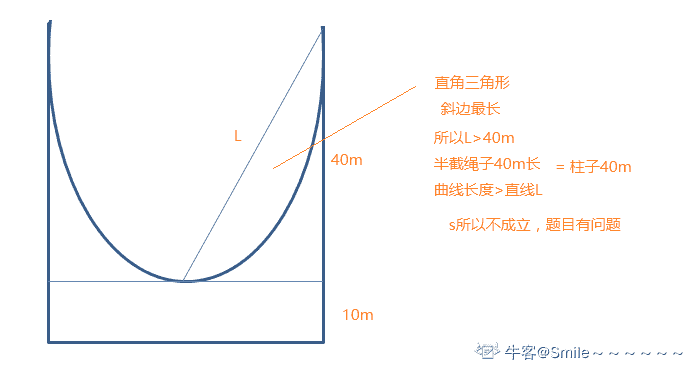 直角三角形
斜边最长
L
所以L>40m
40m
半截绳子40m长 = 柱子40m
曲线长度>直线L
s所以不成立，题目有问题
10m
牛客@Smile～～～～～～